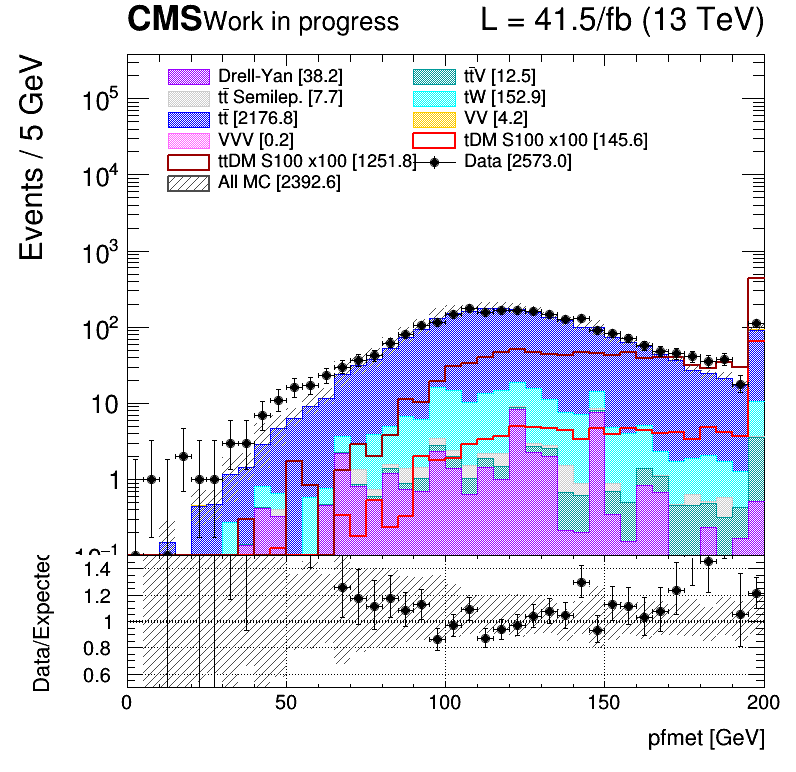 CMS Work in progress L = 41.5/fb (13 TeV)
Events / 5 GeV
Drell-Yan [38.2] tt̄V [12.5]
tt̄ Semilep. [7.7] tW [152.9]
tt̄ [2176.8] VV [4.2]
VVV [0.2] tDM S100 x100 [145.6]
ttDM S100 x100 [1251.8] Data [2573.0]
All MC [2392.6]
10⁵
10⁴
10³
10²
10
1
10⁻¹
Data/Expected
1.4
1.2
1
0.8
0.6
0 50 100 150 200
pfmet [GeV]